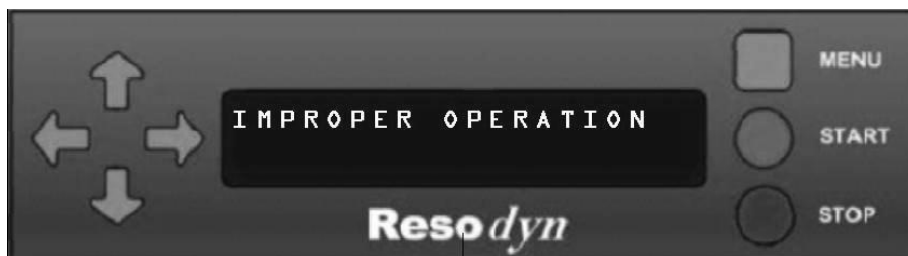 IMPROPER OPERATION
MENU
START
STOP
Resodyn